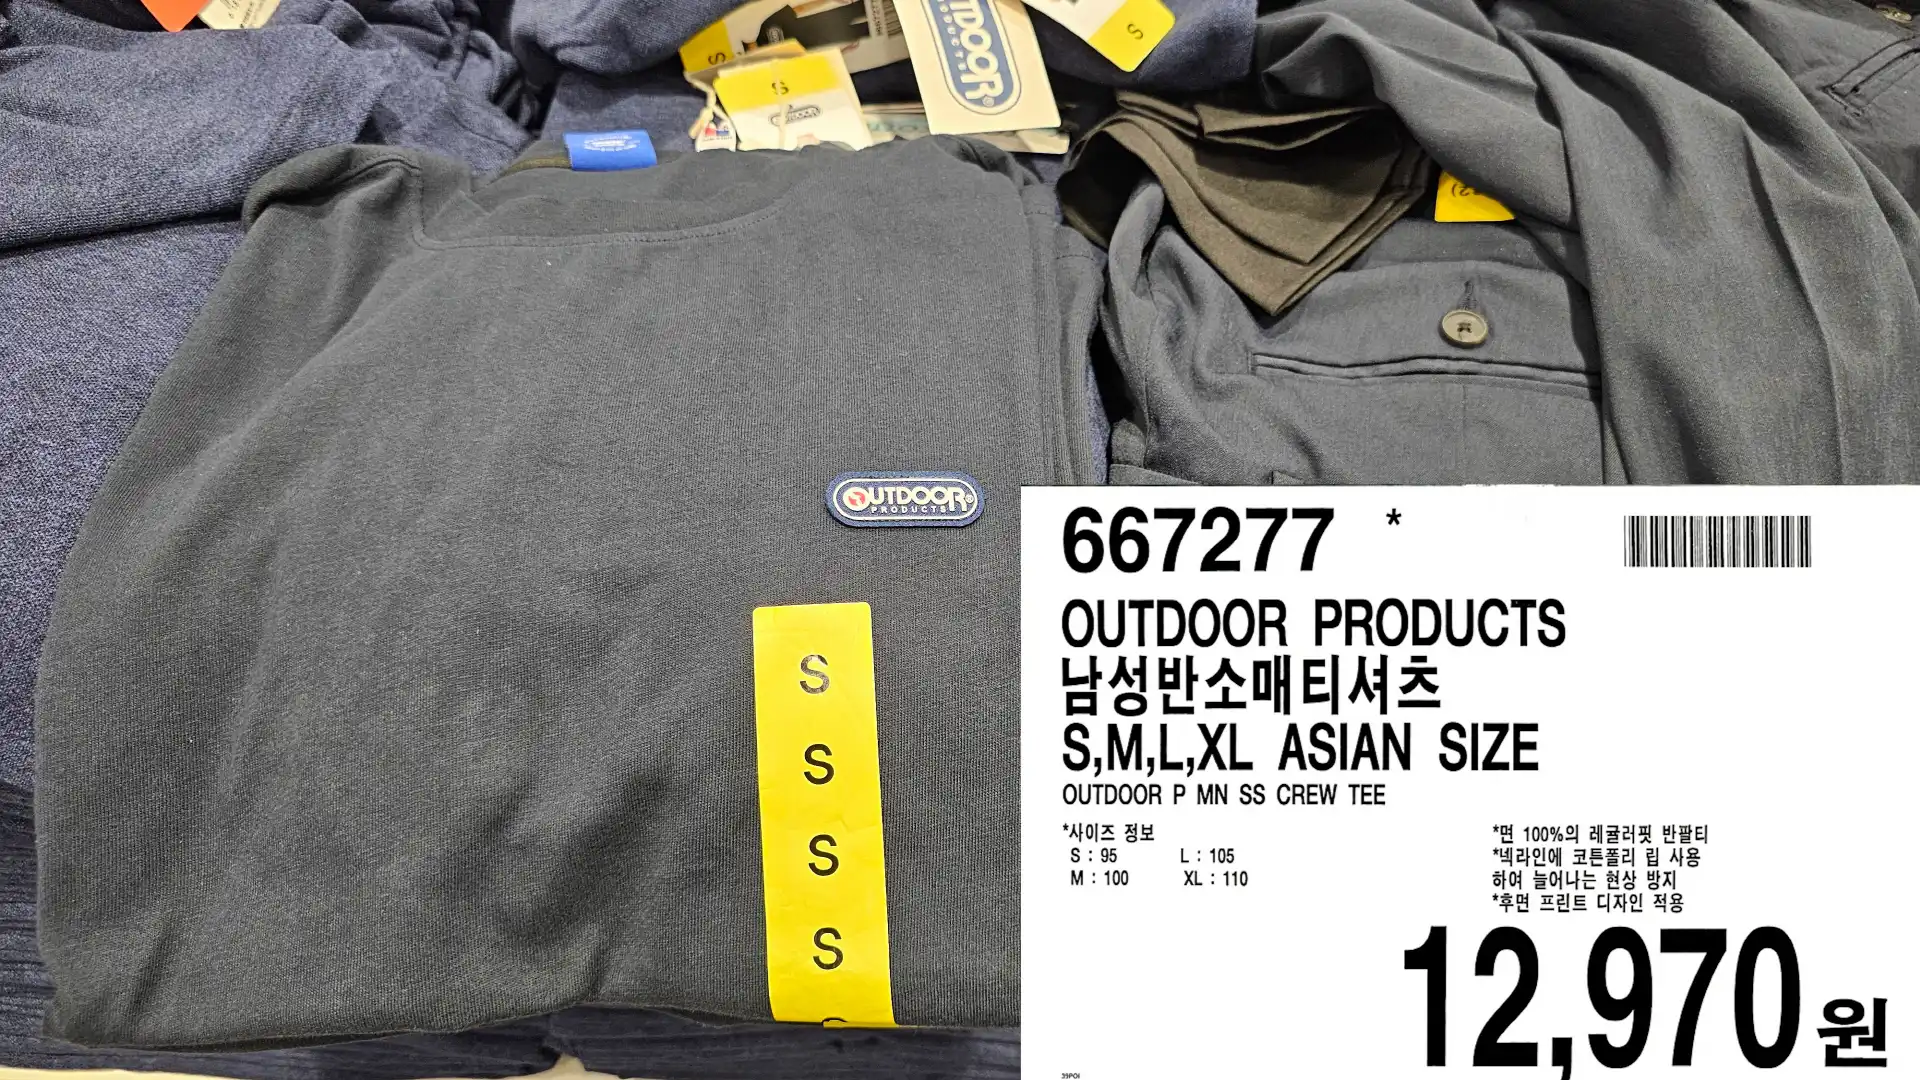 S
S
S
OUTDOOR®
PRODUCTS
OUTDOOR®
PRODUCTS
S
S
S
S
667277 *
OUTDOOR PRODUCTS
남성반소매티셔츠
S,M,L,XL ASIAN SIZE
OUTDOOR P MN SS CREW TEE
*사이즈 정보
S : 95 L : 105
M : 100 XL : 110
*면 100%의 레귤러핏 반팔티
*넥라인에 코튼폴리 립 사용
하여 늘어나는 현상 방지
*후면 프린트 디자인 적용
12,970원
39POI